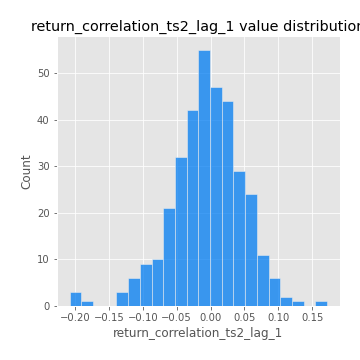 return_correlation_ts2_lag_1 value distribution
50
40
30
20
10
0
Count
−0.20 −0.15 −0.10 −0.05 0.00 0.05 0.10 0.15
return_correlation_ts2_lag_1